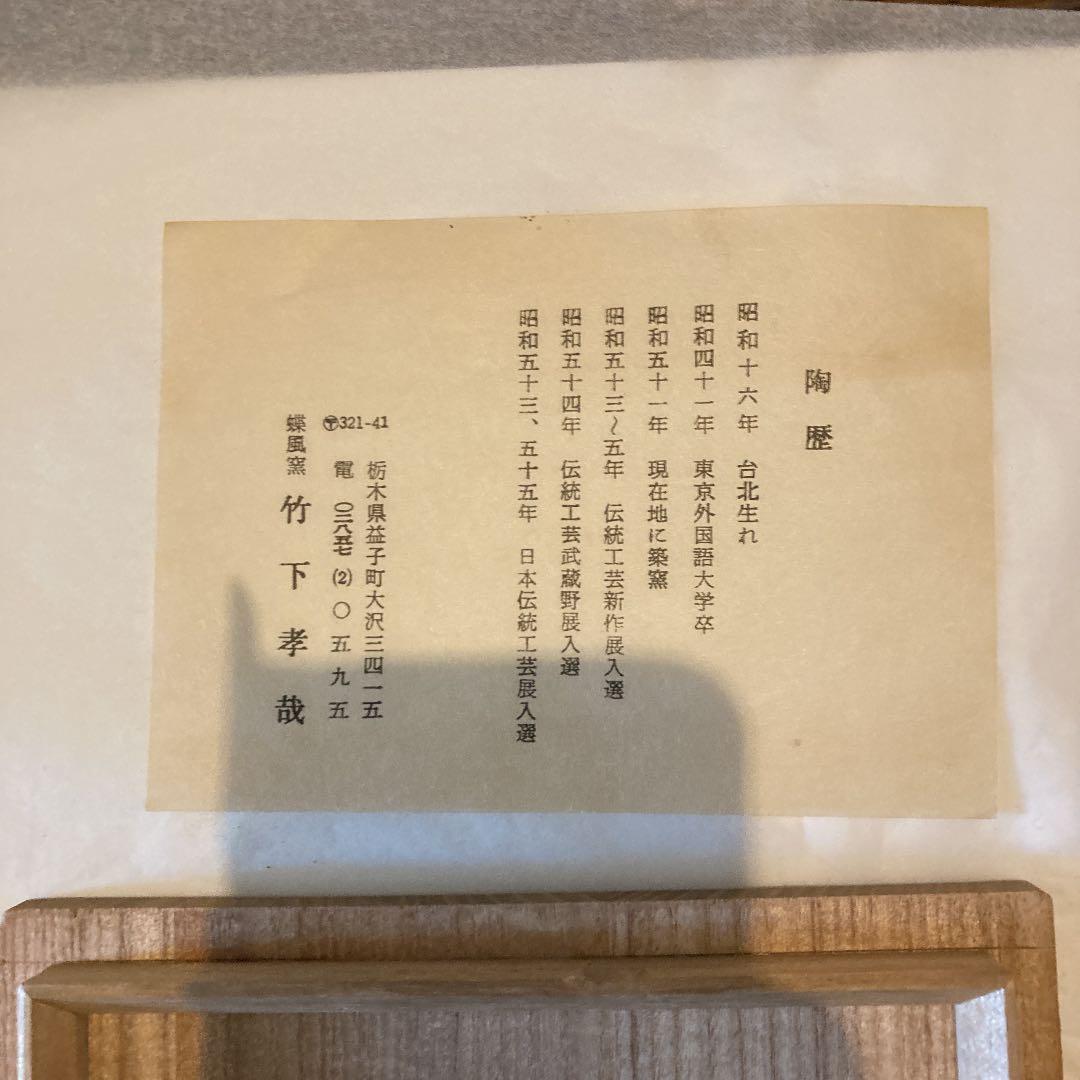 陶歴
昭和十六年 台北生れ
昭和四十一年 東京外国語大学卒
昭和五十一年 現在地に築窯
昭和五十三〜五年 伝統工芸新作展入選
昭和五十四年 伝統工芸武蔵野展入選
昭和五十三、五十五年 日本伝統工芸展入選
栃木県益子町大沢三四一五
〶321-41 電 〇二八五七(2)〇五九五
蝶風窯 竹下孝哉